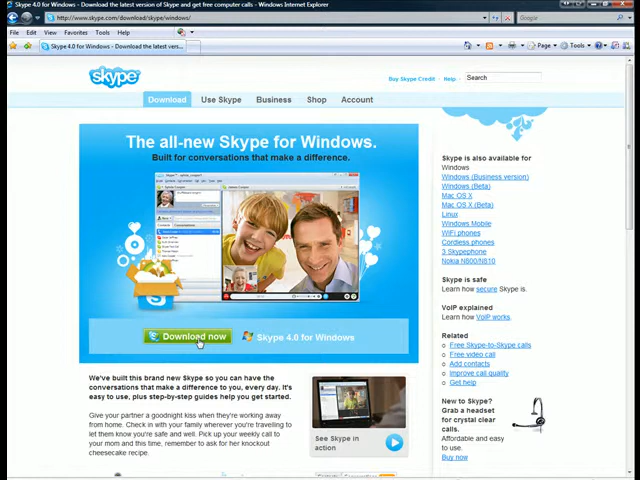 Skype 4.0 for Windows - Download the latest version of Skype and get free computer calls - Windows Internet Explorer
http://www.skype.com/download/skype/windows/
Google
File Edit View Favorites Tools Help
Skype 4.0 for Windows - Download the latest vers...
Page Tools
skype
Buy Skype Credit Help Search
Download Use Skype Business Shop Account
The all-new Skype for Windows.
Built for conversations that make a difference.
Download now
Skype 4.0 for Windows
We've built this brand new Skype so you can have the
conversations that make a difference to you, every day. It's
easy to use, plus step-by-step guides help you get started.
Give your partner a goodnight kiss when they're working away
from home. Check in with your family wherever you're travelling to
let them know you're safe and well. Pick up your weekly call to
your mom and this time, remember to ask for her knockout
cheesecake recipe.
See Skype in
action
Skype is also available for
Windows
Windows (Business version)
Windows (Beta)
Mac OS X
Mac OS X (Beta)
Linux
Windows Mobile
WiFi phones
Cordless phones
3 Skypephone
Nokia N800/N810
Skype is safe
Learn how secure Skype is.
VoIP explained
Learn how VoIP works.
Related
Free Skype-to-Skype calls
Free video call
Add contacts
Improve call quality
Get help
New to Skype?
Grab a headset
for crystal clear
calls.
Affordable and easy
to use.
Buy now